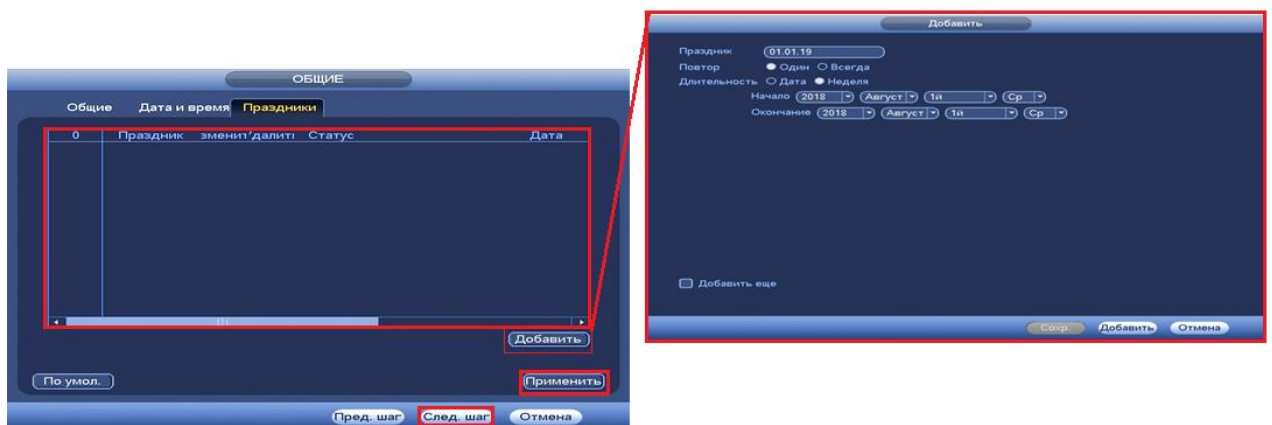 ОБЩИЕ
Общие Дата и время Праздники
0 Праздник зменит далити Статус Дата
Добавить
По умол. Применить
Пред. шаг След. шаг Отмена
Добавить
Праздник 01.01.19
Повтор Один Всегда
Длительность Дата Неделя
Начало 2018 Август 1й Ср
Окончание 2018 Август 1й Ср
Добавить еще
Сохр. Добавить Отмена